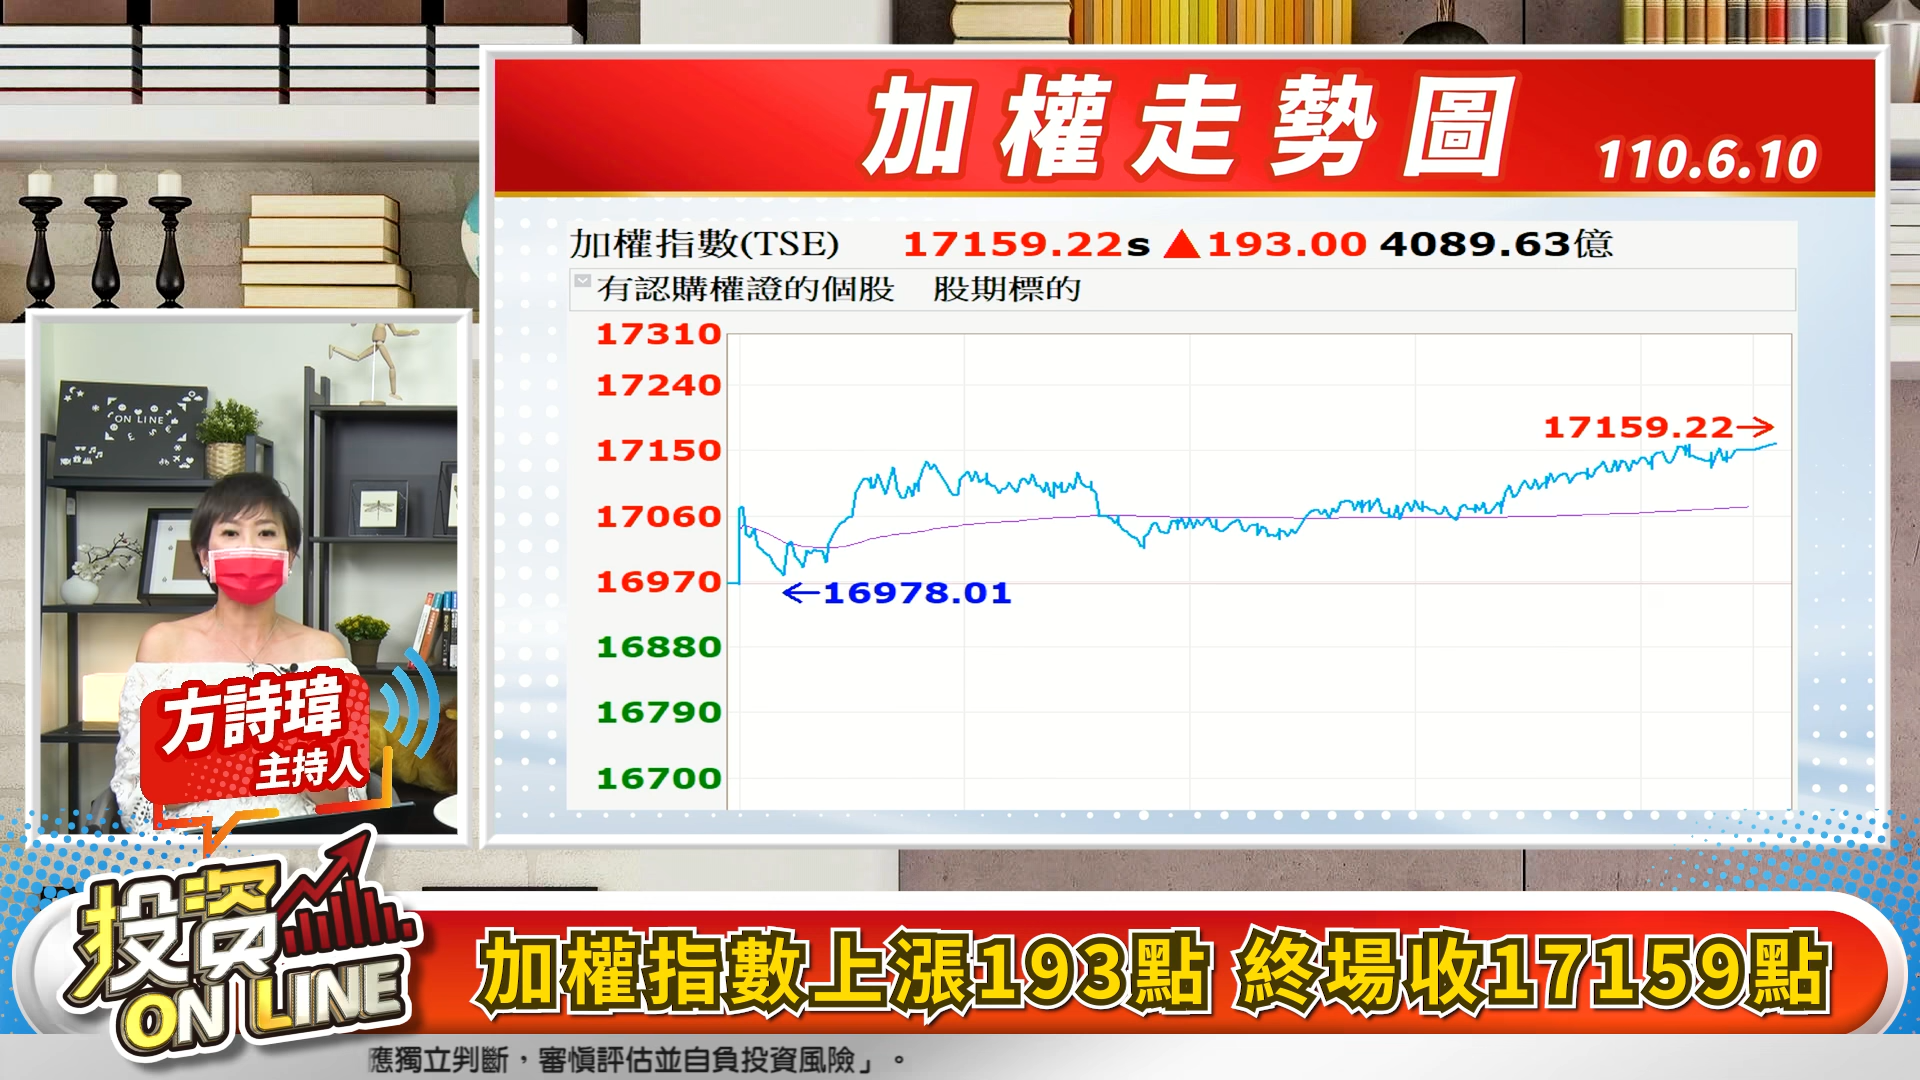 加權走勢圖 110.6.10
加權指數(TSE) 17159.22s ▲193.00 4089.63億
有認購權證的個股 股期標的
17310
17240
17150
17060
16970
16880
16790
16700
17159.22→
←16978.01
ON LINE
方詩瑋
主持人
投資
ON LINE
加權指數上漲193點 終場收17159點
應獨立判斷，審慎評估並自負投資風險」。